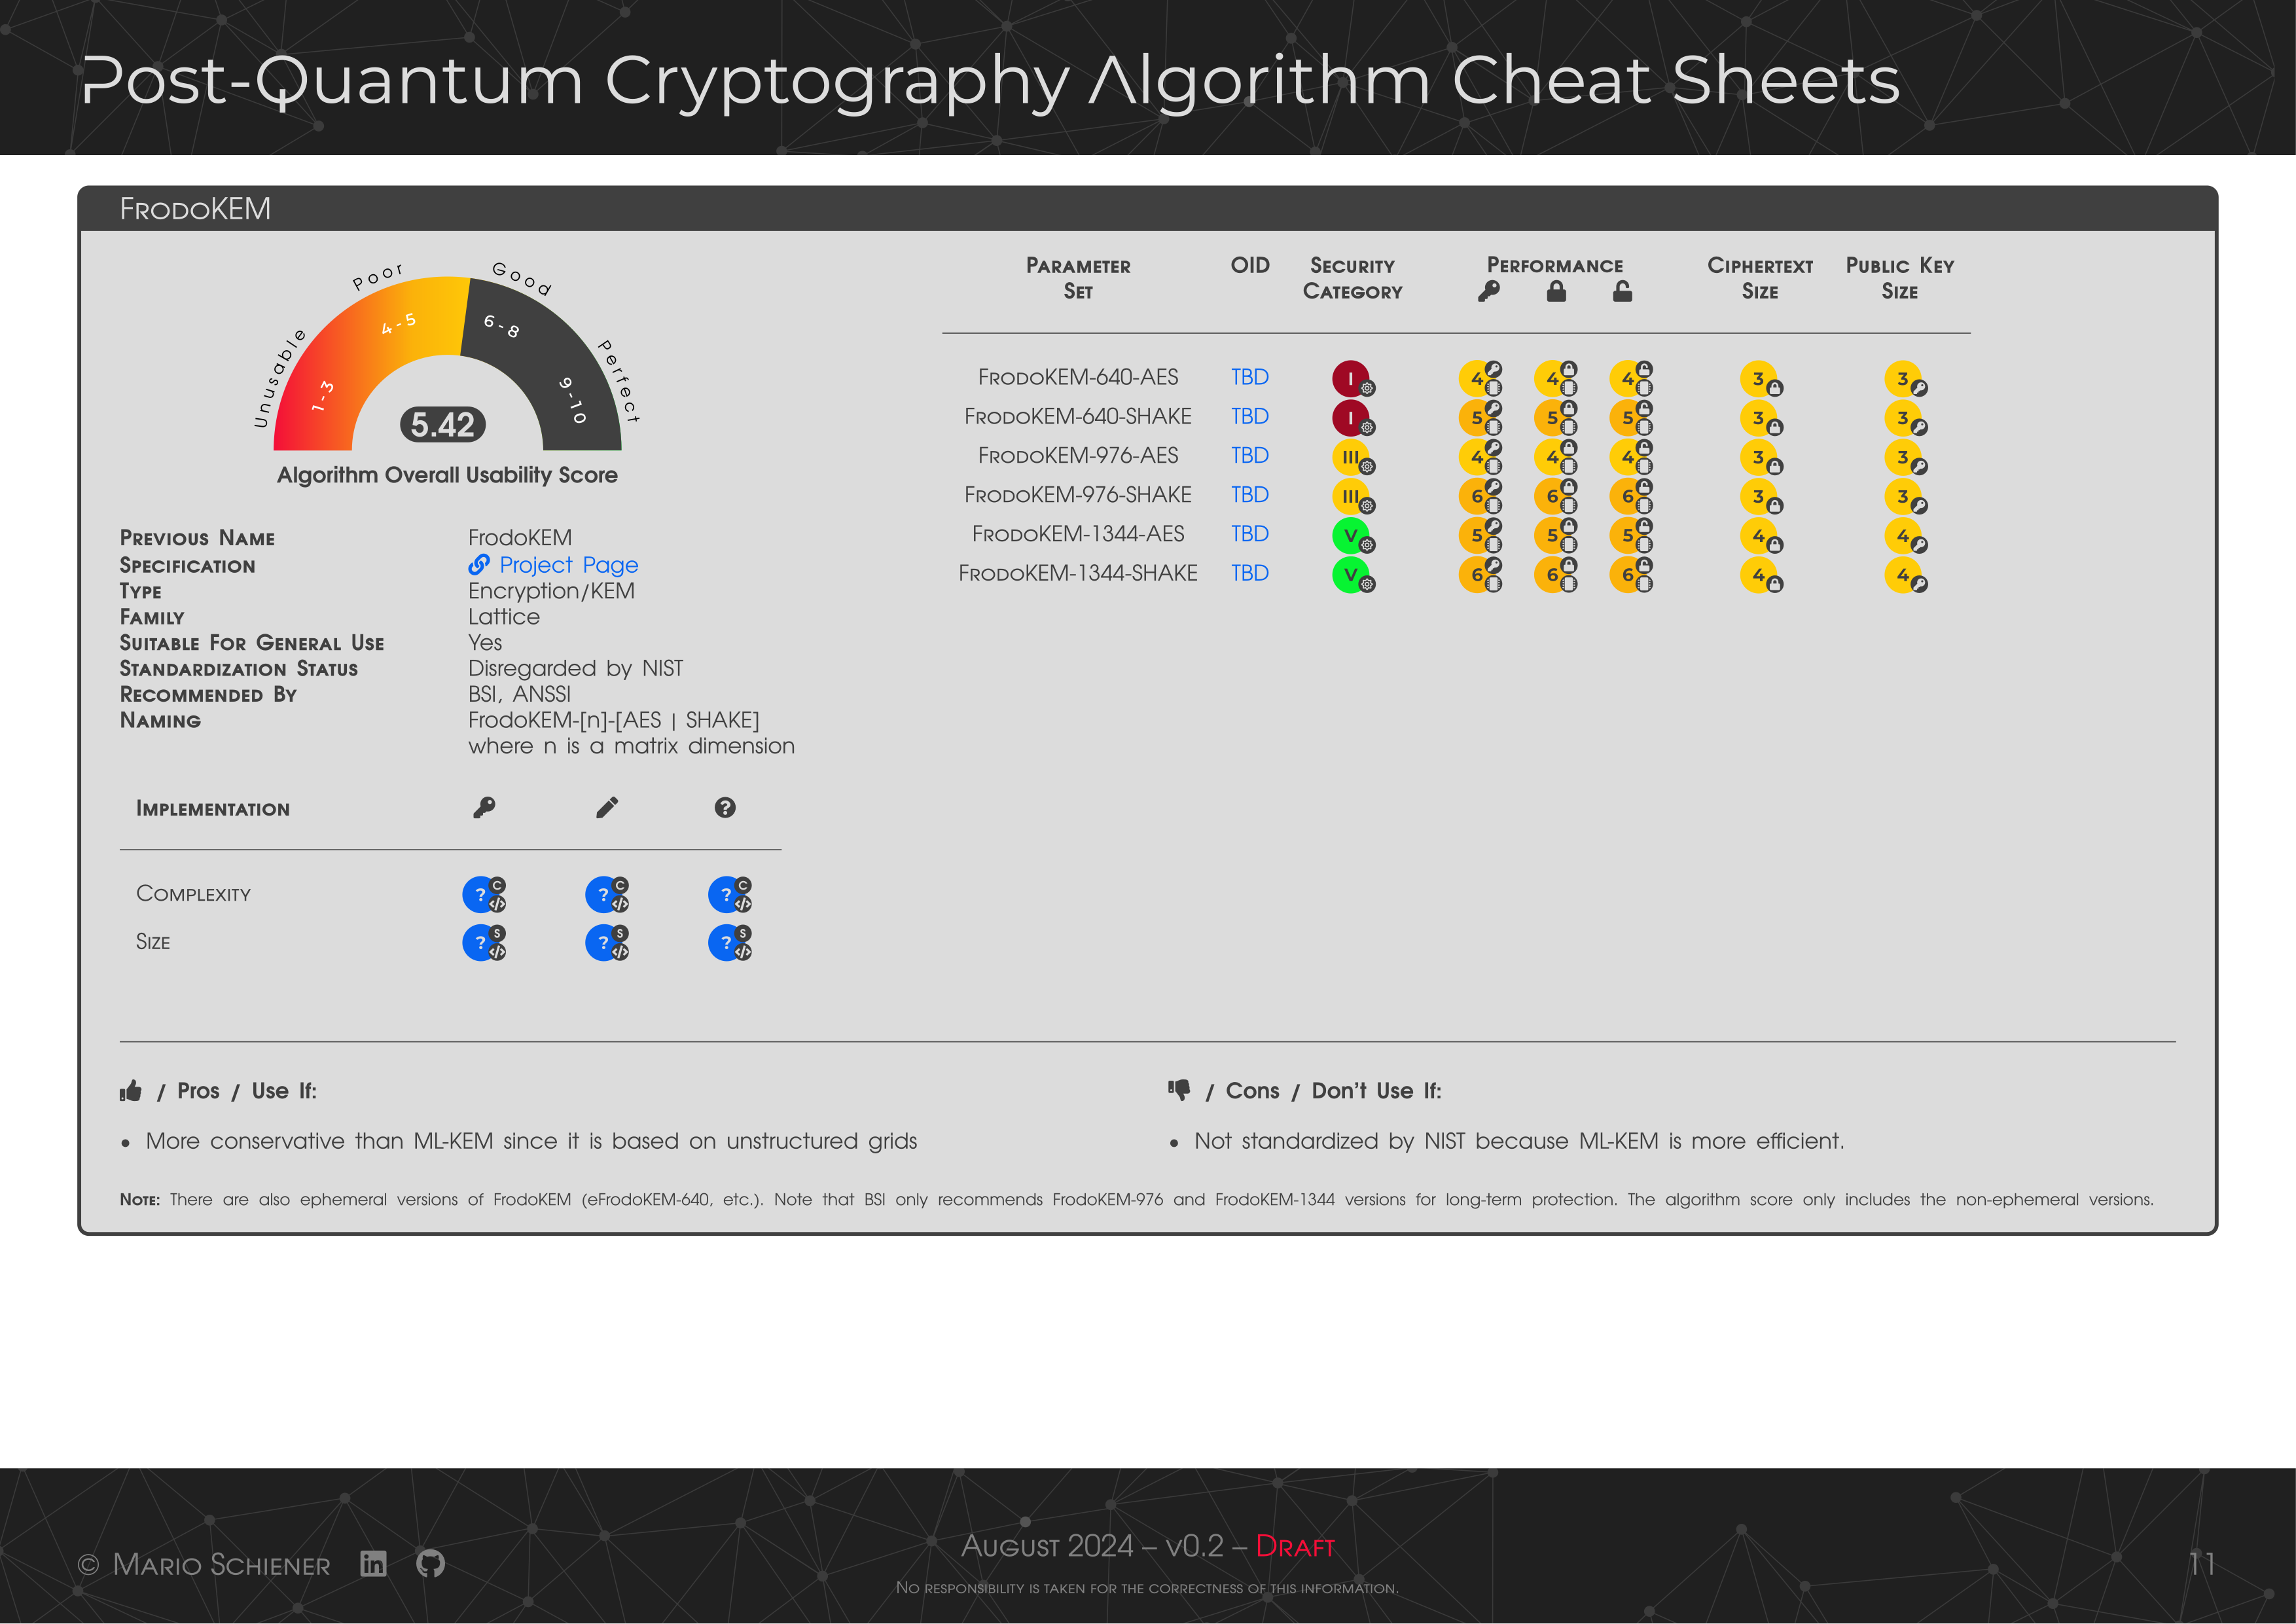 Post-Quantum Cryptography Algorithm Cheat Sheets
FrodoKEM
Unusable Poor Good Perfect
1-3 4-5 6-8 9-10
5.42
Algorithm Overall Usability Score
Previous Name FrodoKEM
Specification Project Page
Type Encryption/KEM
Family Lattice
Suitable For General Use Yes
Standardization Status Disregarded by NIST
Recommended By BSI, ANSSI
Naming FrodoKEM-[n]-[AES | SHAKE]
where n is a matrix dimension
Implementation ?
Complexity ? C </> ? C </> ? C </>
Size ? S </> ? S </> ? S </>
Parameter OID Security Performance Ciphertext Public Key
Set Category Size Size
FrodoKEM-640-AES TBD I 4 4 4 3 3
FrodoKEM-640-SHAKE TBD I 5 5 5 3 3
FrodoKEM-976-AES TBD III 4 4 4 3 3
FrodoKEM-976-SHAKE TBD III 6 6 6 3 3
FrodoKEM-1344-AES TBD V 5 5 5 4 4
FrodoKEM-1344-SHAKE TBD V 6 6 6 4 4
/ Pros / Use If:
• More conservative than ML-KEM since it is based on unstructured grids
/ Cons / Don't Use If:
• Not standardized by NIST because ML-KEM is more efficient.
Note: There are also ephemeral versions of FrodoKEM (eFrodoKEM-640, etc.). Note that BSI only recommends FrodoKEM-976 and FrodoKEM-1344 versions for long-term protection. The algorithm score only includes the non-ephemeral versions.
© Mario Schiener in
August 2024 – v0.2 – Draft
No responsibility is taken for the correctness of this information.
11